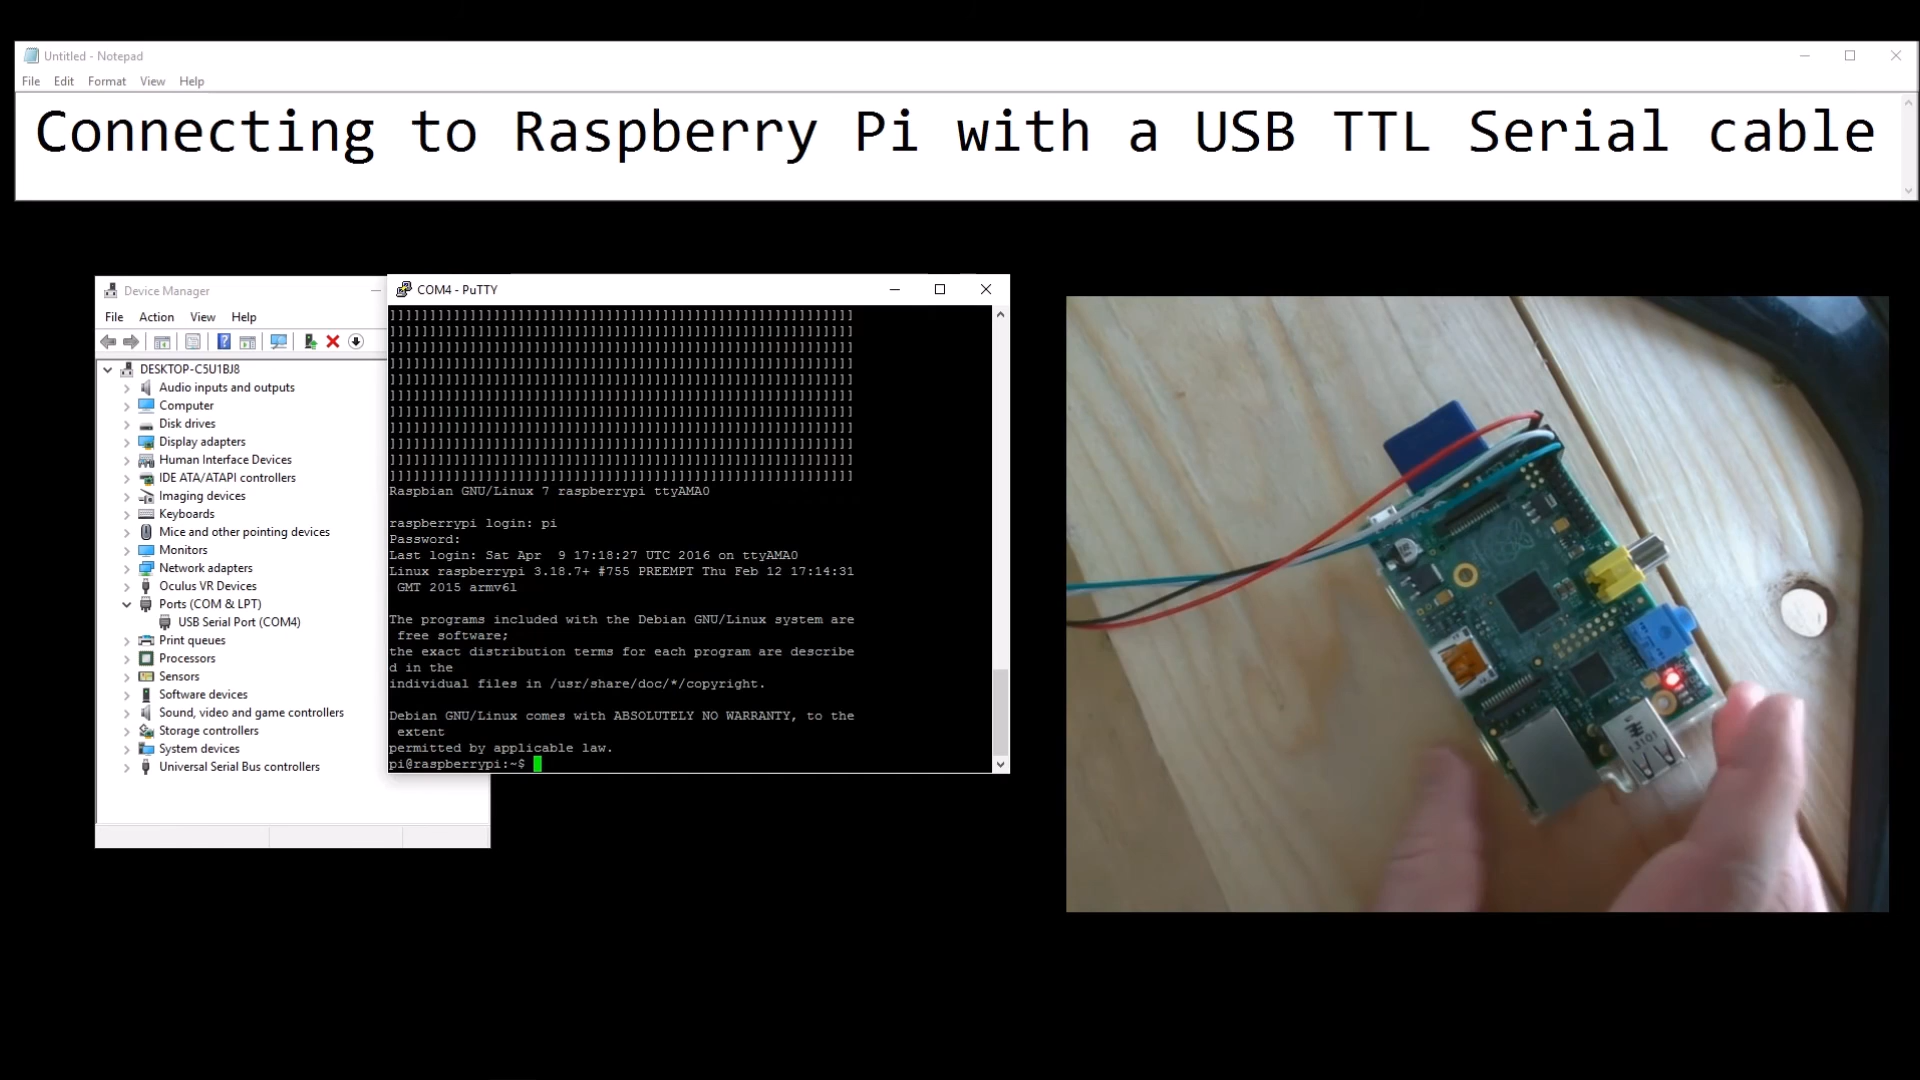 Untitled - Notepad
File Edit Format View Help
Connecting to Raspberry Pi with a USB TTL Serial cable
Device Manager
File Action View Help
DESKTOP-C5U1BJ8
Audio inputs and outputs
Computer
Disk drives
Display adapters
Human Interface Devices
IDE ATA/ATAPI controllers
Imaging devices
Keyboards
Mice and other pointing devices
Monitors
Network adapters
Oculus VR Devices
Ports (COM & LPT)
USB Serial Port (COM4)
Print queues
Processors
Sensors
Software devices
Sound, video and game controllers
Storage controllers
System devices
Universal Serial Bus controllers
COM4 - PuTTY
Raspbian GNU/Linux 7 raspberrypi ttyAMA0
raspberrypi login: pi
Password:
Last login: Sat Apr  9 17:18:27 UTC 2016 on ttyAMA0
Linux raspberrypi 3.18.7+ #755 PREEMPT Thu Feb 12 17:14:31
GMT 2015 armv6l
The programs included with the Debian GNU/Linux system are
free software;
the exact distribution terms for each program are describe
d in the
individual files in /usr/share/doc/*/copyright.
Debian GNU/Linux comes with ABSOLUTELY NO WARRANTY, to the
extent
permitted by applicable law.
pi@raspberrypi:~$